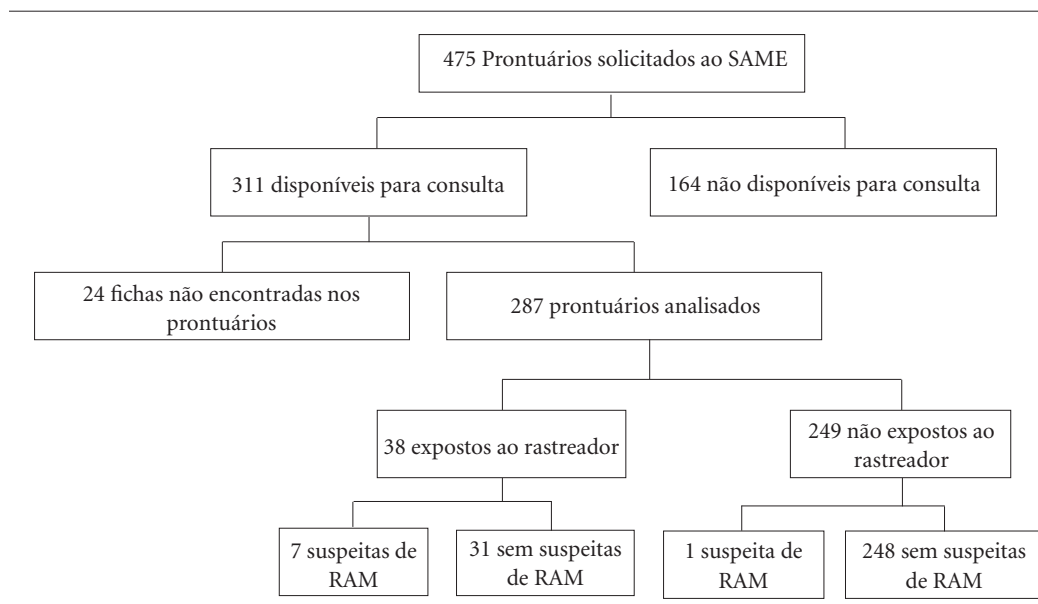 475 Prontuários solicitados ao SAME
311 disponíveis para consulta
164 não disponíveis para consulta
24 fichas não encontradas nos
prontuários
287 prontuários analisados
38 expostos ao rastreador
249 não expostos ao
rastreador
7 suspeitas de
RAM
31 sem suspeitas
de RAM
1 suspeita de
RAM
248 sem suspeitas
de RAM